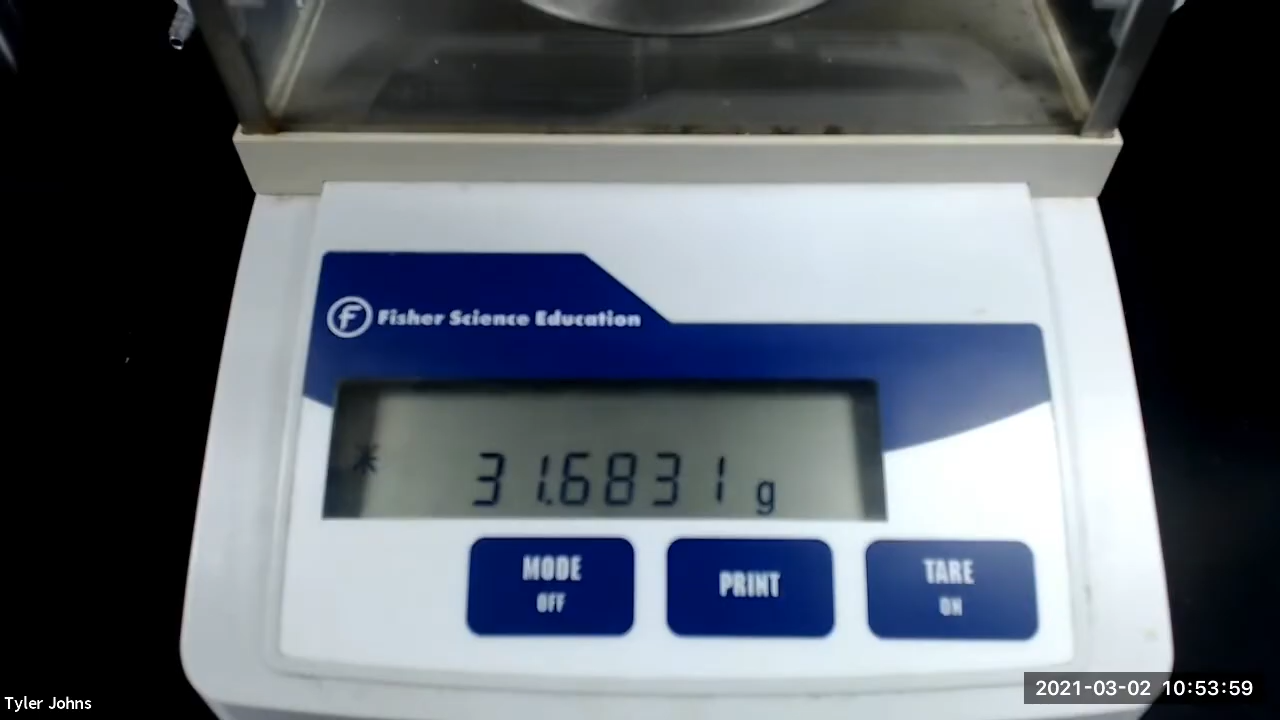 Fisher Science Education
* 31.6831 g
MODE
OFF
PRINT
TARE
ON
Tyler Johns
2021-03-02 10:53:59